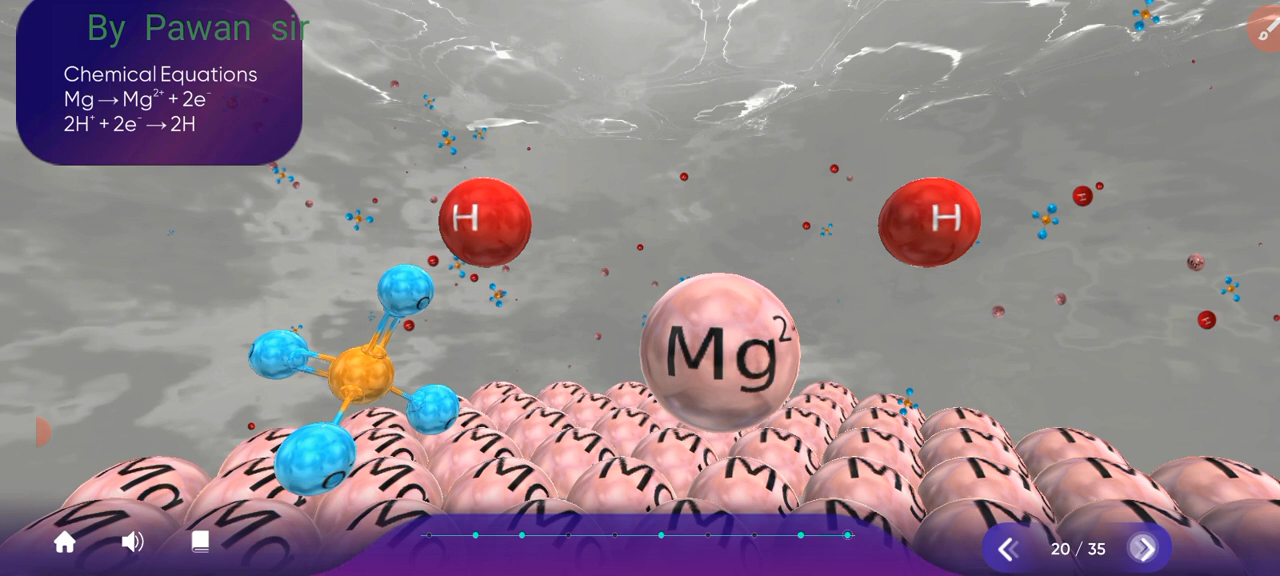 By Pawan sir
Chemical Equations
Mg → Mg²⁺ + 2e⁻
2H⁺ + 2e⁻ → 2H
H
H
O
O
Mg²
20 / 35